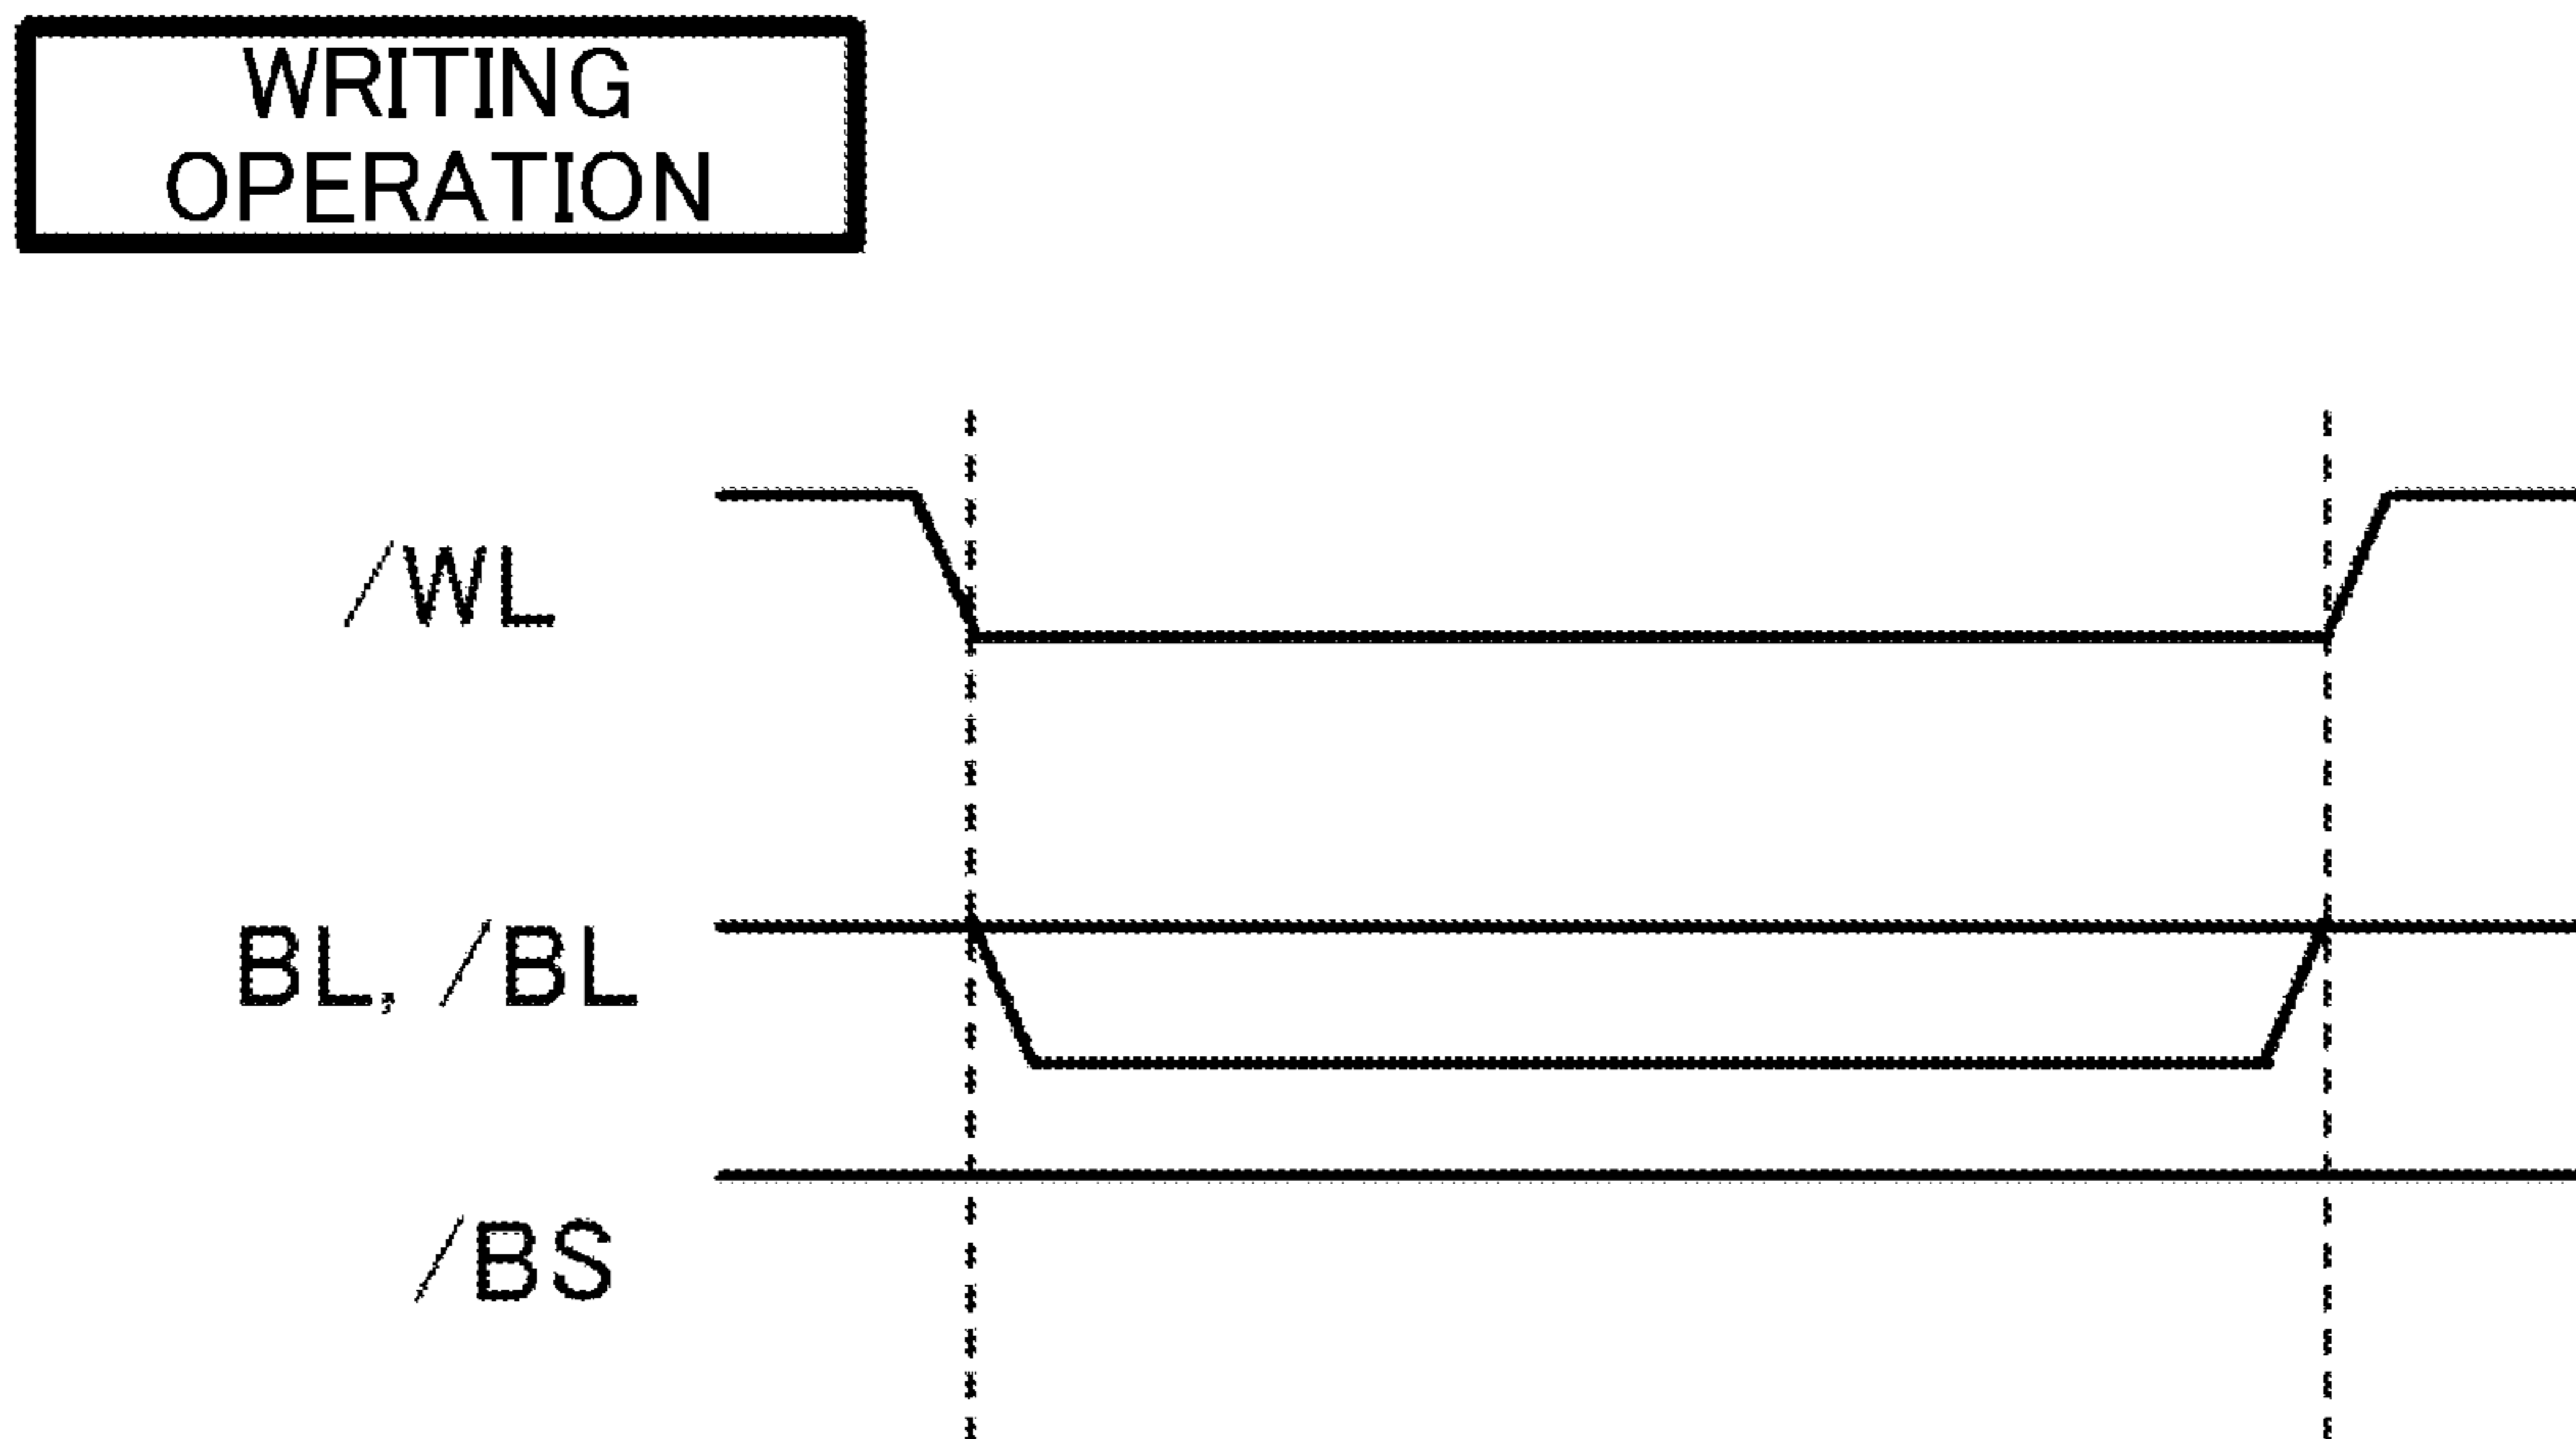 WRITING
OPERATION
/WL
BL, /BL
/BS